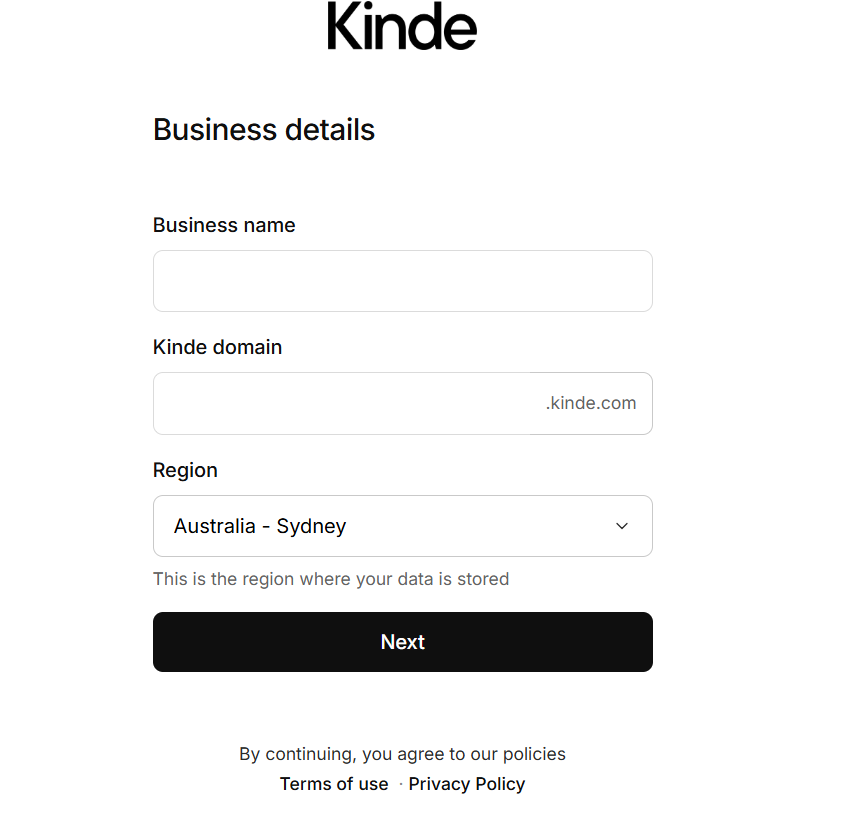 Kinde
Business details
Business name
Kinde domain
.kinde.com
Region
Australia - Sydney
This is the region where your data is stored
Next
By continuing, you agree to our policies
Terms of use · Privacy Policy